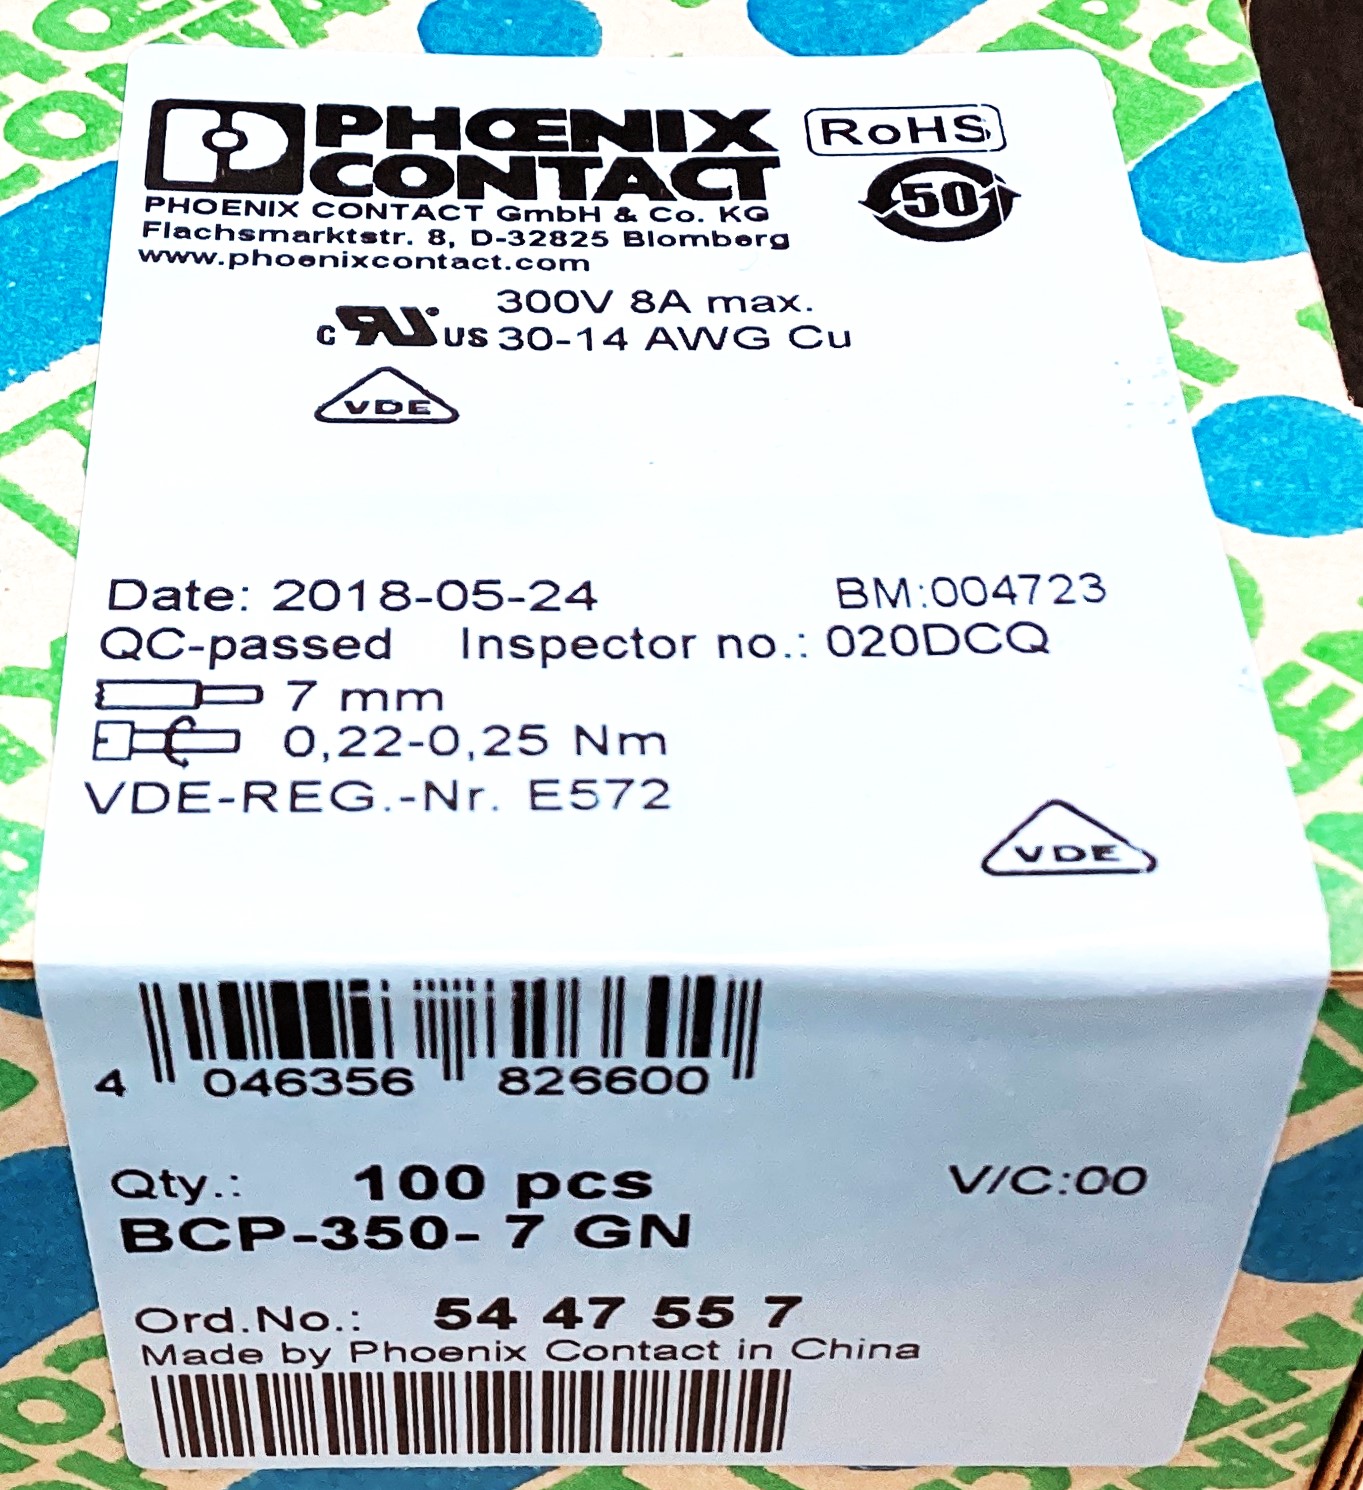 PHOENIX
CONTACT
RoHS
50
PHOENIX CONTACT GmbH & Co. KG
Flachsmarktstr. 8, D-32825 Blomberg
www.phoenixcontact.com
300V 8A max.
c RU US 30-14 AWG Cu
VDE
Date: 2018-05-24 BM:004723
QC-passed Inspector no.: 020DCQ
7 mm
0,22-0,25 Nm
VDE-REG.-Nr. E572
VDE
4 046356 826600
Qty.: 100 pcs V/C:00
BCP-350- 7 GN
Ord.No.: 54 47 55 7
Made by Phoenix Contact in China